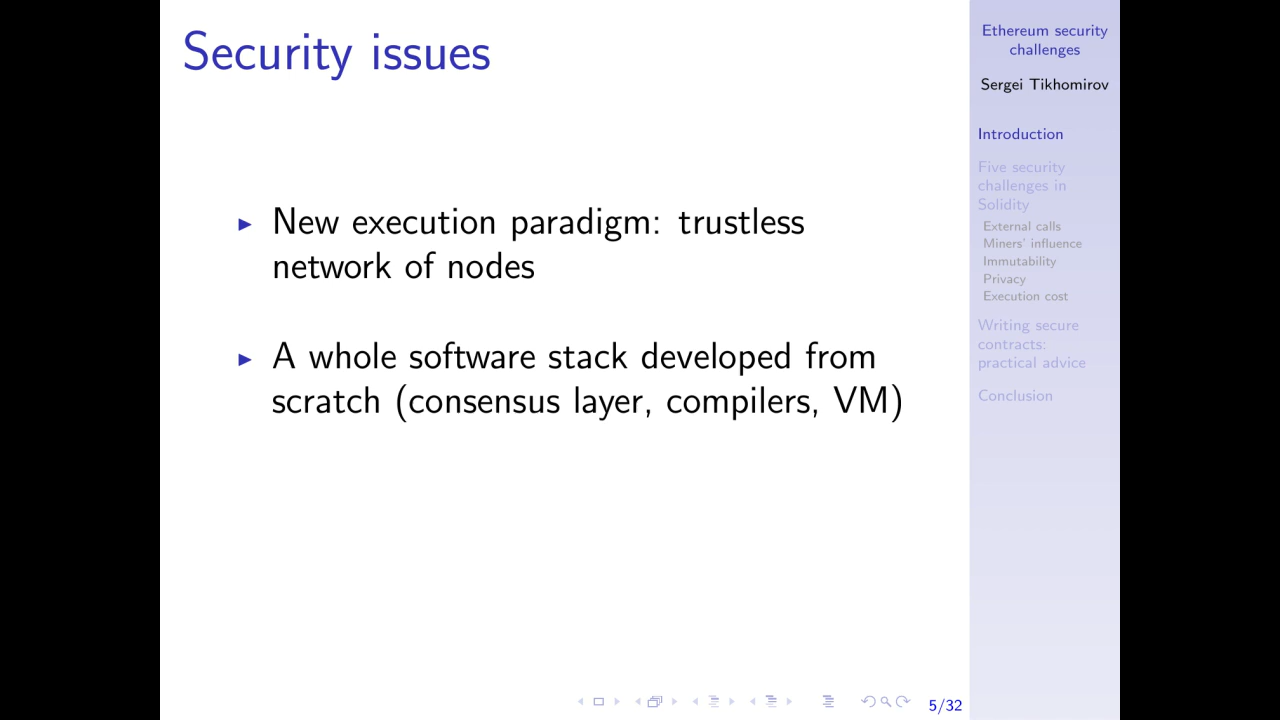 Security issues
New execution paradigm: trustless
network of nodes
A whole software stack developed from
scratch (consensus layer, compilers, VM)
Ethereum security
challenges
Sergei Tikhomirov
Introduction
Five security
challenges in
Solidity
External calls
Miners' influence
Immutability
Privacy
Execution cost
Writing secure
contracts:
practical advice
Conclusion
5/32